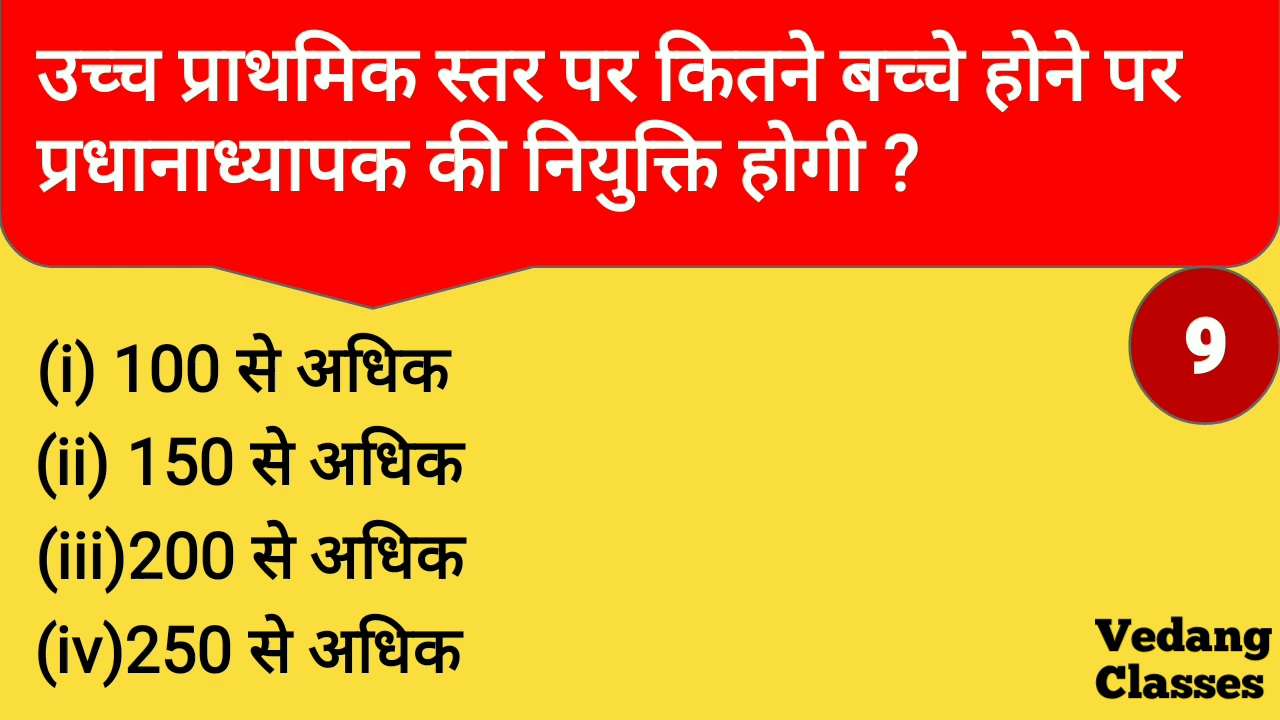 उच्च प्राथमिक स्तर पर कितने बच्चे होने पर
प्रधानाध्यापक की नियुक्ति होगी ?
9
(i) 100 से अधिक
(ii) 150 से अधिक
(iii)200 से अधिक
(iv)250 से अधिक
Vedang
Classes